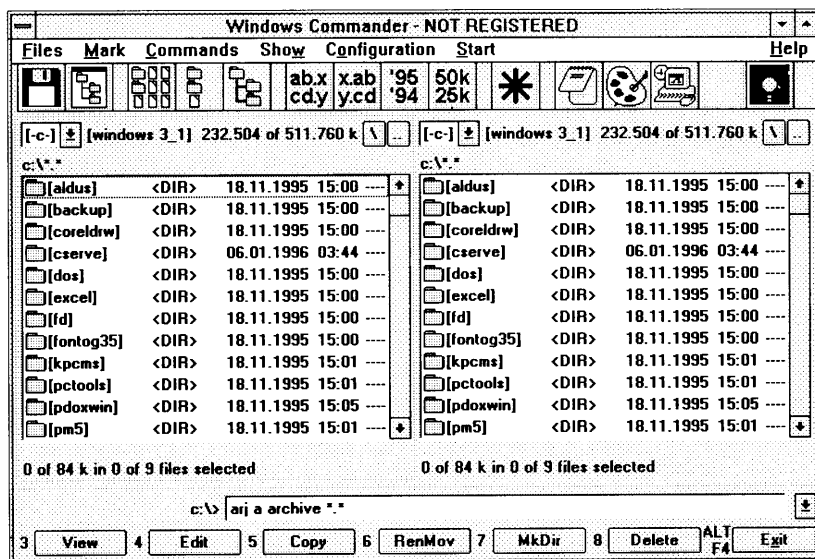 Windows Commander - NOT REGISTERED
Files Mark Commands Show Configuration Start Help
ab.x x.ab '95 50k
cd.y y.cd '94 25k
[-c-] [windows 3_1] 232.504 of 511.760 k \ .. [-c-] [windows 3_1] 232.504 of 511.760 k \ ..
c:\*.* c:\*.*
[aldus] <DIR> 18.11.1995 15:00 ---- [aldus] <DIR> 18.11.1995 15:00 ----
[backup] <DIR> 18.11.1995 15:00 ---- [backup] <DIR> 18.11.1995 15:00 ----
[coreldrw] <DIR> 18.11.1995 15:00 ---- [coreldrw] <DIR> 18.11.1995 15:00 ----
[cserve] <DIR> 06.01.1996 03:44 ---- [cserve] <DIR> 06.01.1996 03:44 ----
[dos] <DIR> 18.11.1995 15:00 ---- [dos] <DIR> 18.11.1995 15:00 ----
[excel] <DIR> 18.11.1995 15:00 ---- [excel] <DIR> 18.11.1995 15:00 ----
[fd] <DIR> 18.11.1995 15:00 ---- [fd] <DIR> 18.11.1995 15:00 ----
[fontog35] <DIR> 18.11.1995 15:00 ---- [fontog35] <DIR> 18.11.1995 15:00 ----
[kpcms] <DIR> 18.11.1995 15:01 ---- [kpcms] <DIR> 18.11.1995 15:01 ----
[pctools] <DIR> 18.11.1995 15:01 ---- [pctools] <DIR> 18.11.1995 15:01 ----
[pdoxwin] <DIR> 18.11.1995 15:05 ---- [pdoxwin] <DIR> 18.11.1995 15:05 ----
[pm5] <DIR> 18.11.1995 15:01 ---- [pm5] <DIR> 18.11.1995 15:01 ----
0 of 84 k in 0 of 9 files selected 0 of 84 k in 0 of 9 files selected
c:\> arj a archive *.*
3 View 4 Edit 5 Copy 6 RenMov 7 MkDir 8 Delete ALT F4 Exit